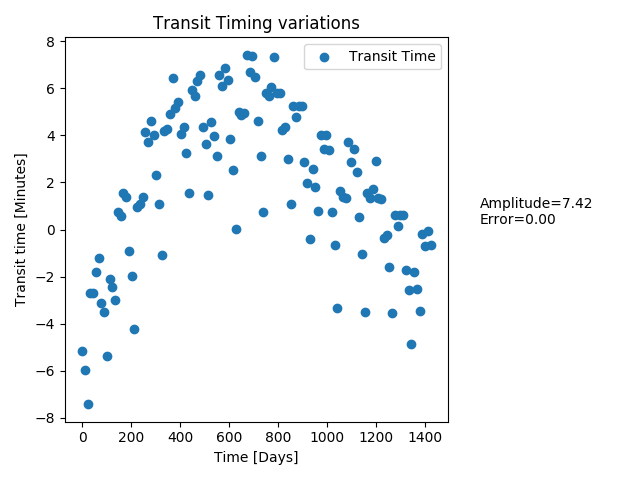 Transit Timing variations
8
6
4
2
0
−2
−4
−6
−8
Transit time [Minutes]
Transit Time
Amplitude=7.42
Error=0.00
0 200 400 600 800 1000 1200 1400
Time [Days]